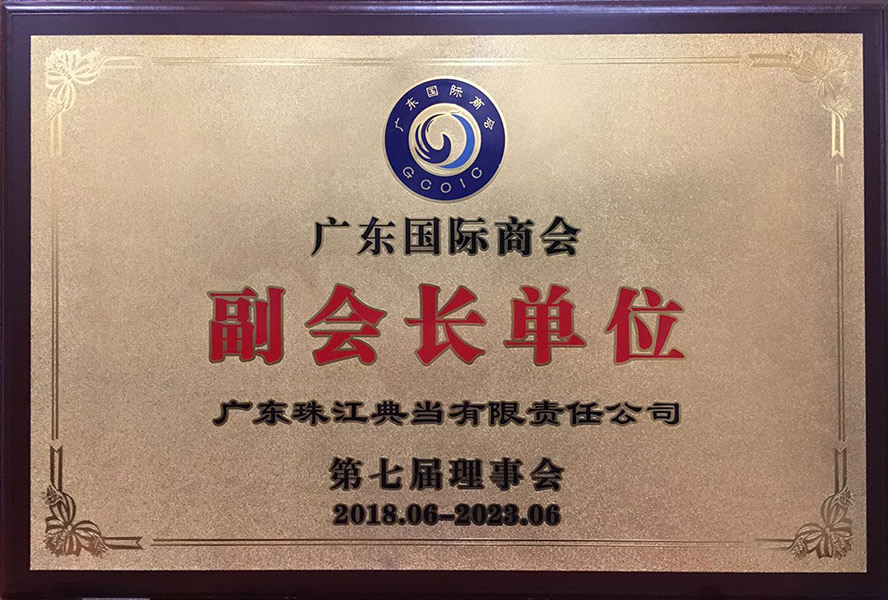 广东国际商会
GCOIC
广东国际商会
副会长单位
广东珠江典当有限责任公司
第七届理事会
2018.06-2023.06